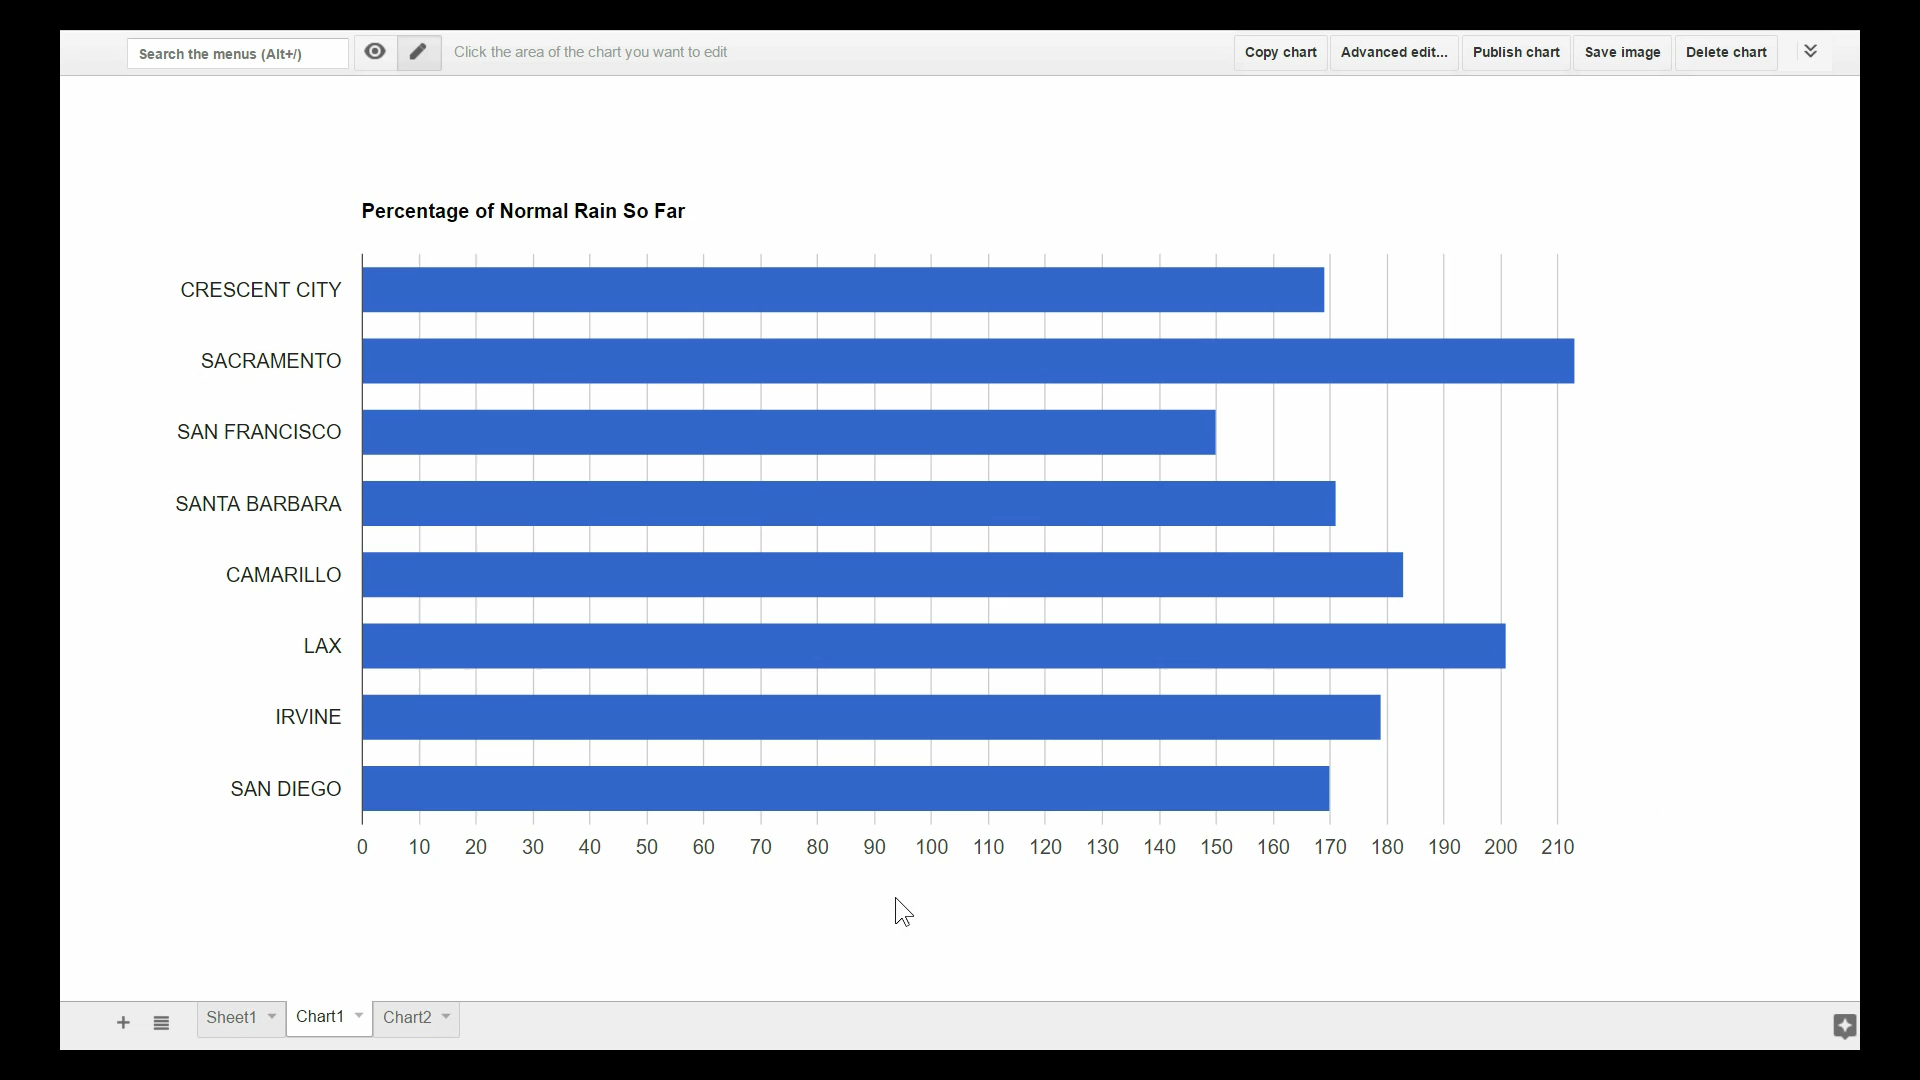 Search the menus (Alt+/)
Click the area of the chart you want to edit
Copy chart
Advanced edit...
Publish chart
Save image
Delete chart
Percentage of Normal Rain So Far
CRESCENT CITY
SACRAMENTO
SAN FRANCISCO
SANTA BARBARA
CAMARILLO
LAX
IRVINE
SAN DIEGO
0 10 20 30 40 50 60 70 80 90 100 110 120 130 140 150 160 170 180 190 200 210
Sheet1
Chart1
Chart2